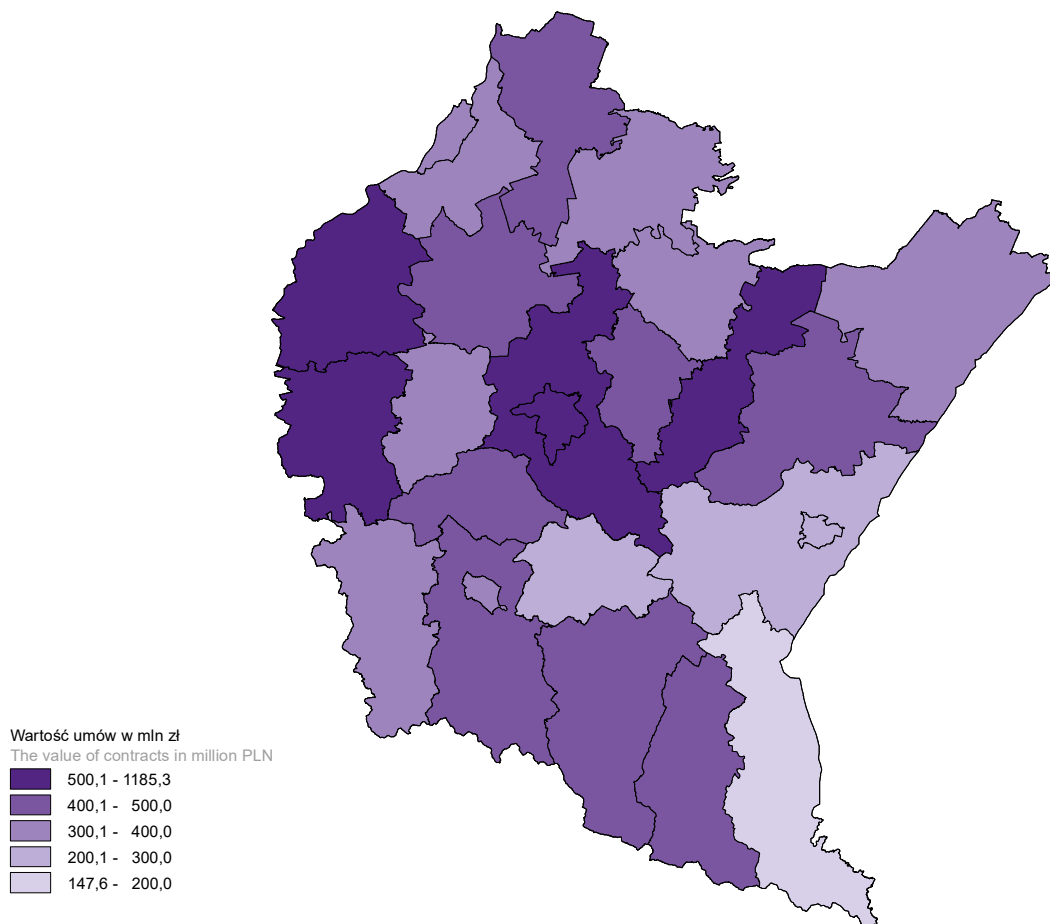 Wartość umów w mln zł
The value of contracts in million PLN
500,1 - 1185,3
400,1 - 500,0
300,1 - 400,0
200,1 - 300,0
147,6 - 200,0